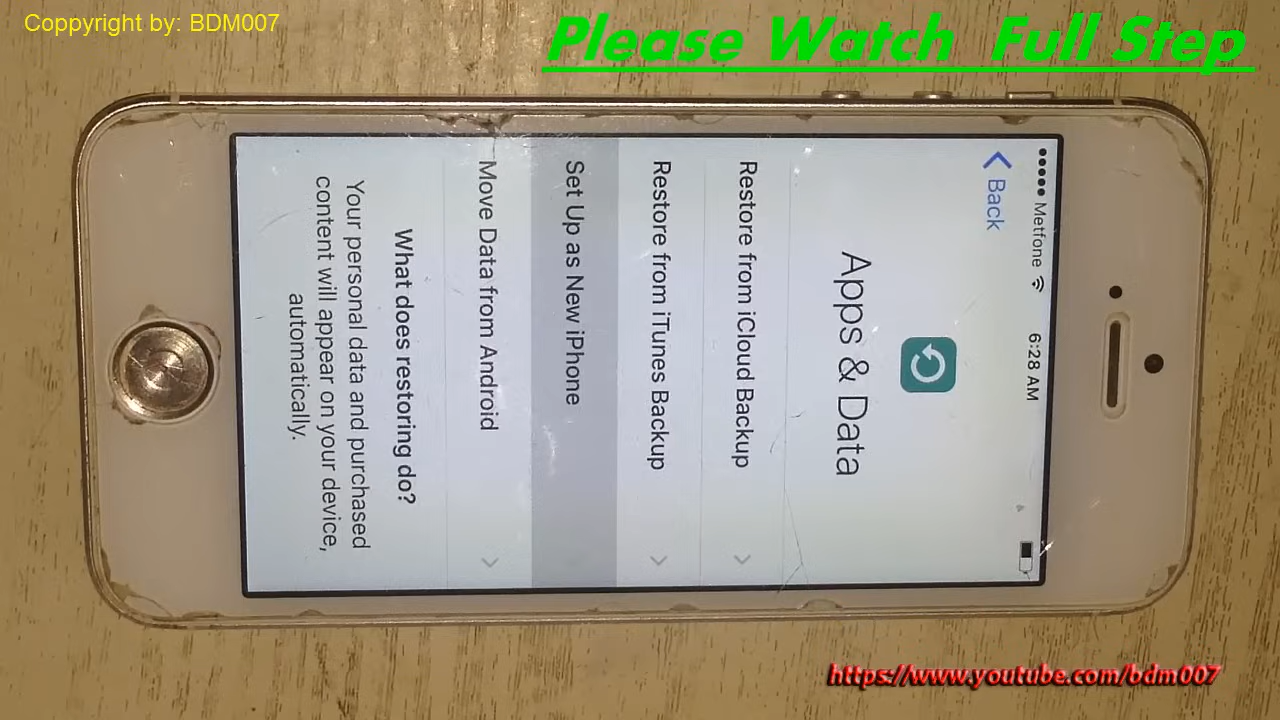 Coppyright by: BDM007
Please Watch Full Step
Metfone 6:28 AM
Back
Apps & Data
Restore from iCloud Backup
Restore from iTunes Backup
Set Up as New iPhone
Move Data from Android
What does restoring do?
Your personal data and purchased
content will appear on your device,
automatically.
https://www.youtube.com/bdm007